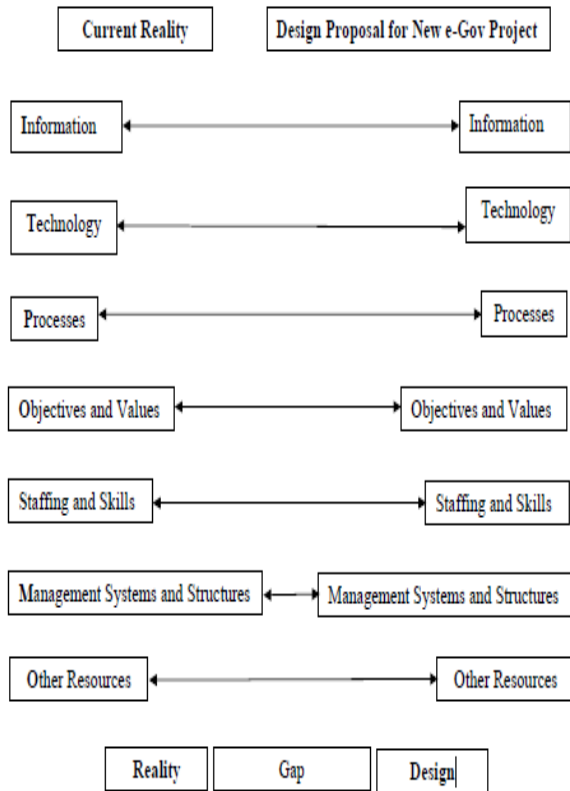 Current Reality
Design Proposal for New e-Gov Project
Information
Information
Technology
Technology
Processes
Processes
Objectives and Values
Objectives and Values
Staffing and Skills
Staffing and Skills
Management Systems and Structures
Management Systems and Structures
Other Resources
Other Resources
Reality
Gap
Design